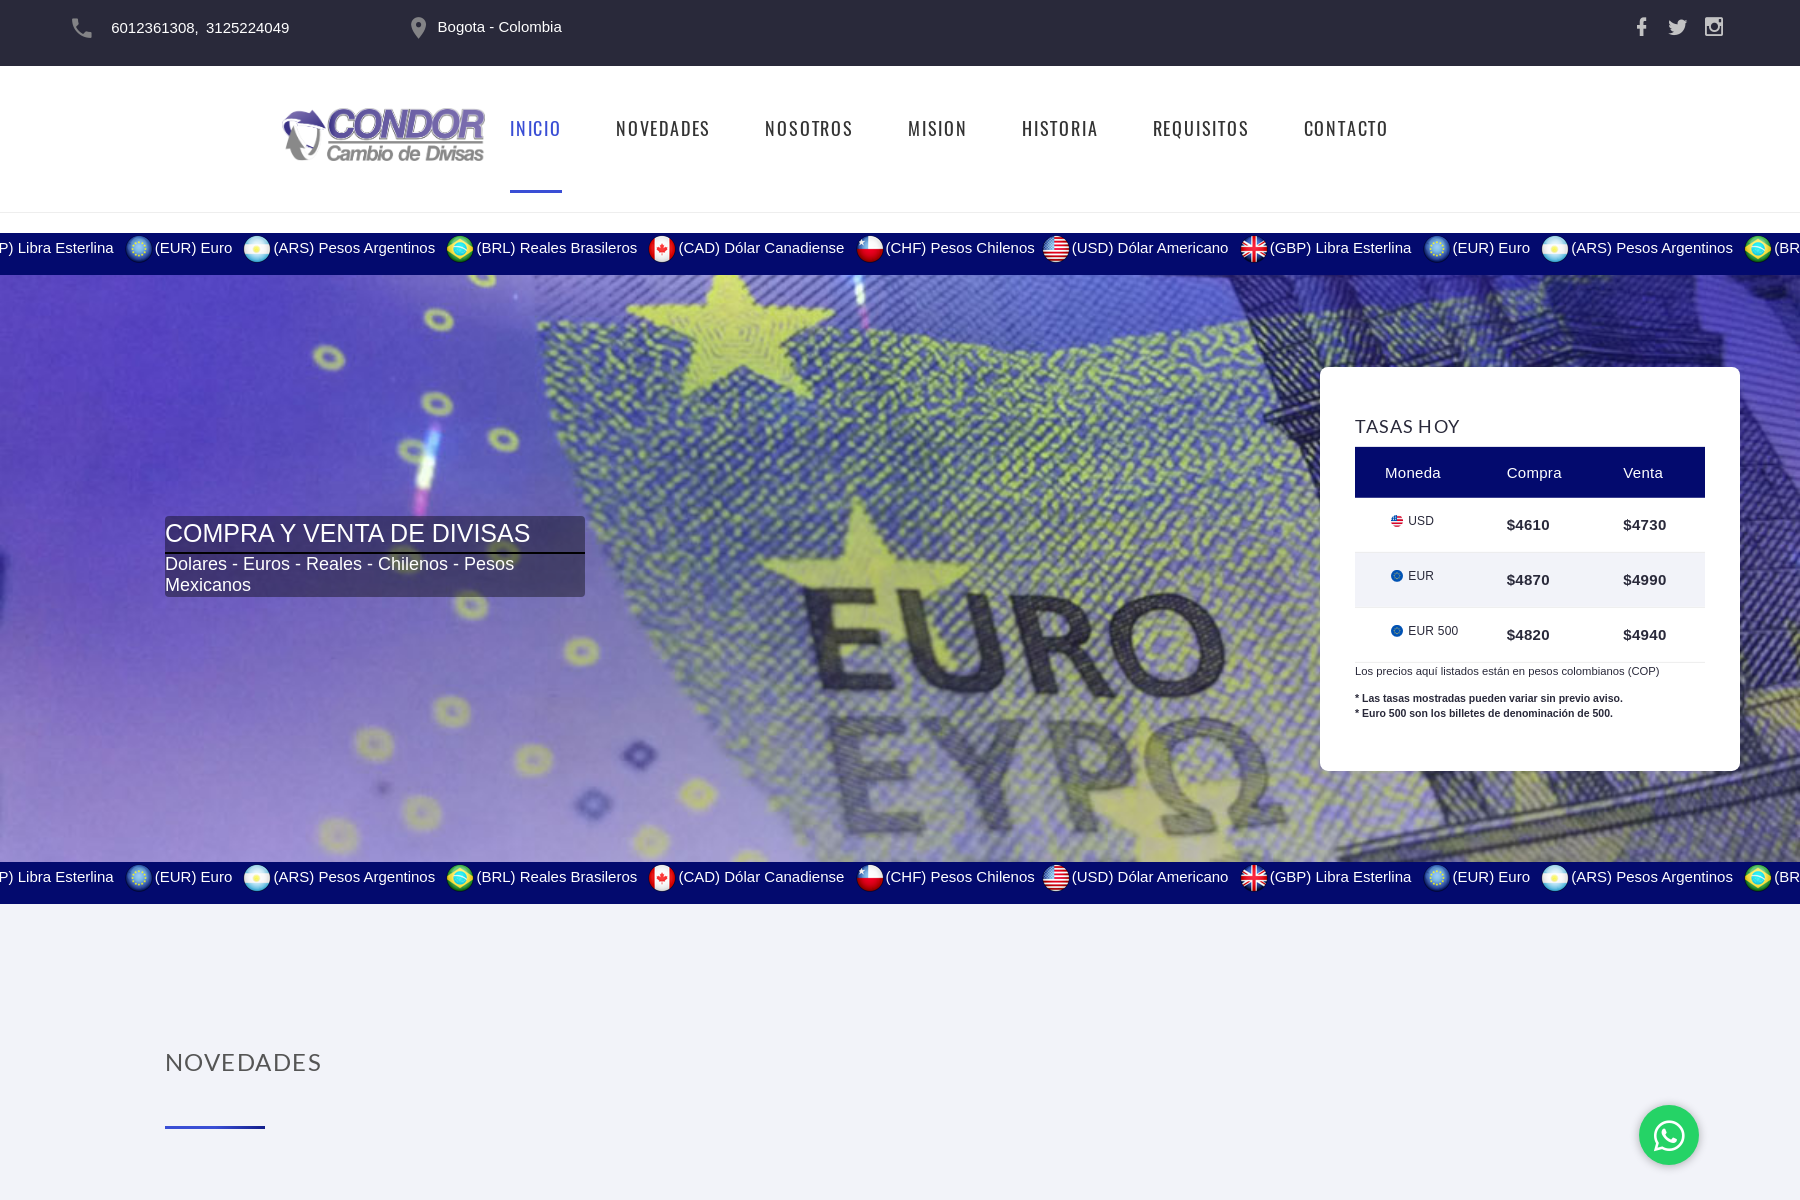 6012361308, 3125224049
Bogota - Colombia
CONDOR
Cambio de Divisas
INICIO
NOVEDADES
NOSOTROS
MISION
HISTORIA
REQUISITOS
CONTACTO
P) Libra Esterlina (EUR) Euro (ARS) Pesos Argentinos (BRL) Reales Brasileros (CAD) Dólar Canadiense (CHF) Pesos Chilenos (USD) Dólar Americano (GBP) Libra Esterlina (EUR) Euro (ARS) Pesos Argentinos (BR
COMPRA Y VENTA DE DIVISAS
Dolares - Euros - Reales - Chilenos - Pesos
Mexicanos
EURO
ΕΥΡΩ
TASAS HOY
Moneda Compra Venta
USD $4610 $4730
EUR $4870 $4990
EUR 500 $4820 $4940
Los precios aquí listados están en pesos colombianos (COP)
* Las tasas mostradas pueden variar sin previo aviso.
* Euro 500 son los billetes de denominación de 500.
P) Libra Esterlina (EUR) Euro (ARS) Pesos Argentinos (BRL) Reales Brasileros (CAD) Dólar Canadiense (CHF) Pesos Chilenos (USD) Dólar Americano (GBP) Libra Esterlina (EUR) Euro (ARS) Pesos Argentinos (BR
NOVEDADES